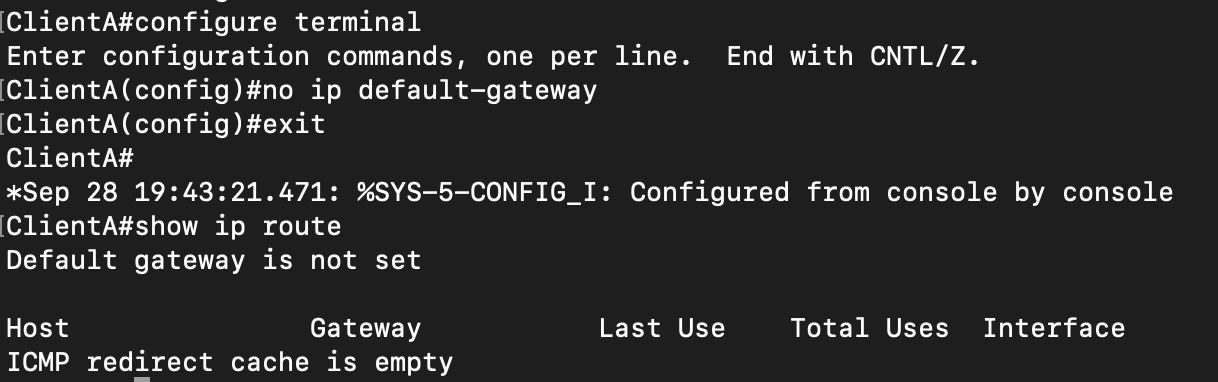 [ClientA#configure terminal
Enter configuration commands, one per line.  End with CNTL/Z.
[ClientA(config)#no ip default-gateway
[ClientA(config)#exit
ClientA#
*Sep 28 19:43:21.471: %SYS-5-CONFIG_I: Configured from console by console
[ClientA#show ip route
Default gateway is not set

Host               Gateway           Last Use    Total Uses  Interface
ICMP redirect cache is empty